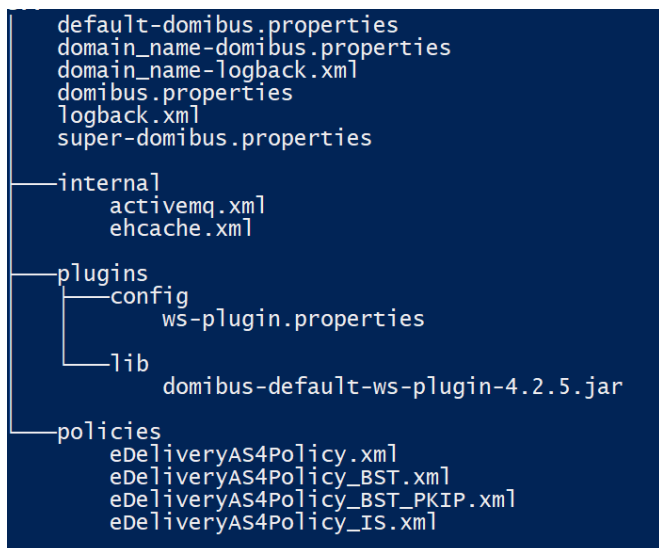 default-domibus.properties
domain_name-domibus.properties
domain_name-logback.xml
domibus.properties
logback.xml
super-domibus.properties
internal
activemq.xml
ehcache.xml
plugins
config
ws-plugin.properties
lib
domibus-default-ws-plugin-4.2.5.jar
policies
eDeliveryAS4Policy.xml
eDeliveryAS4Policy_BST.xml
eDeliveryAS4Policy_BST_PKIP.xml
eDeliveryAS4Policy_IS.xml